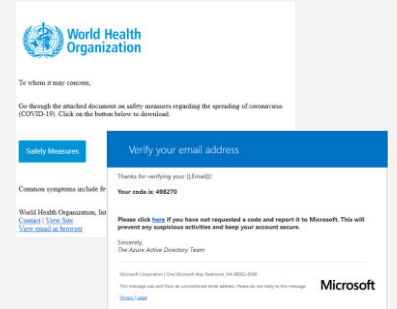 World Health
Organization
To whom it may concern,
Go through the attached document on safety measures regarding the spreading of coronavirus
(COVID-19). Click on the button below to download.
Safety Measures
Common symptoms include fe
World Health Organization, Int
Contact | View Site
View email in browser
Verify your email address
Thanks for verifying your {{.Email}}!
Your code is: 498270
Please click here if you have not requested a code and report it to Microsoft. This will
prevent any suspicious activities and keep your account secure.
Sincerely,
The Azure Active Directory Team
Microsoft Corporation | One Microsoft Way Redmond, WA 98052-6399
This message was sent from an unmonitored email address. Please do not reply to this message.
Privacy | Legal
Microsoft